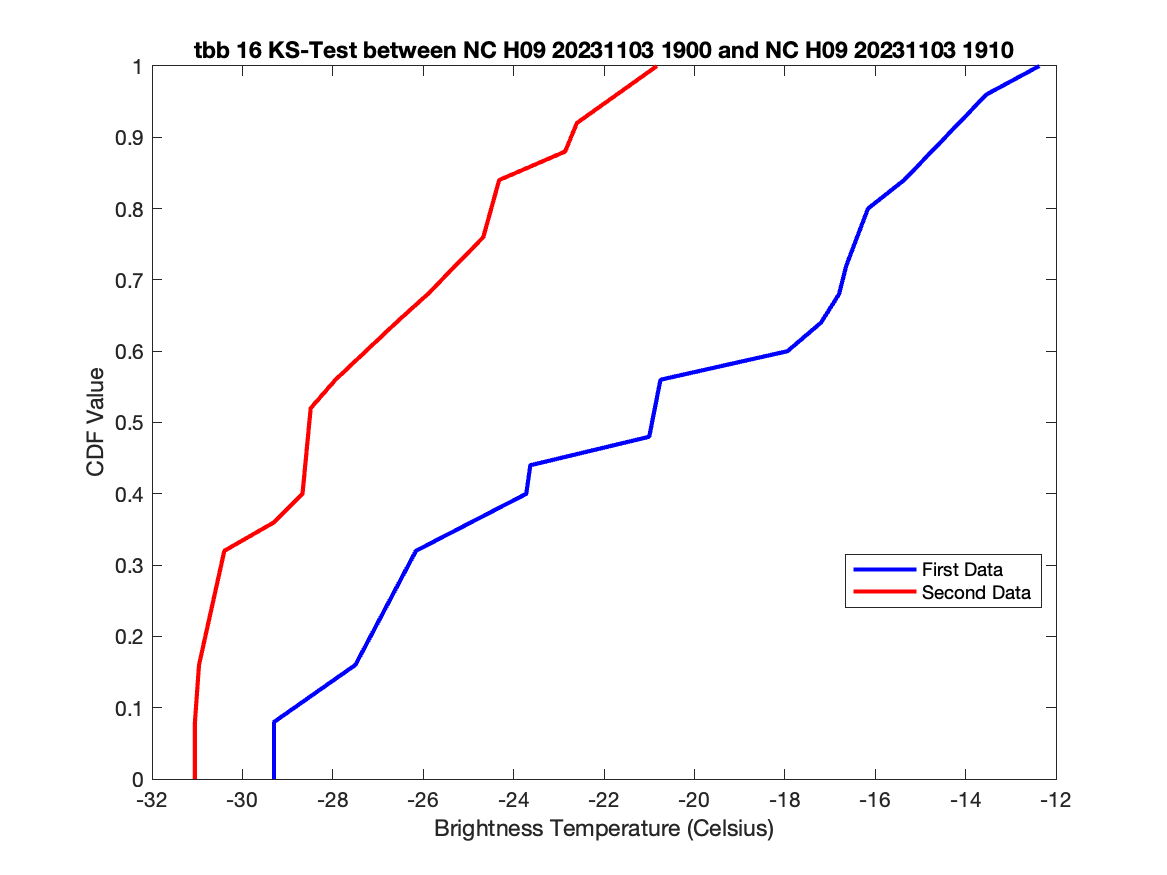 tbb 16 KS-Test between NC H09 20231103 1900 and NC H09 20231103 1910
1
0.9
0.8
0.7
0.6
0.5
0.4
0.3
0.2
0.1
0
CDF Value
First Data
Second Data
-32 -30 -28 -26 -24 -22 -20 -18 -16 -14 -12
Brightness Temperature (Celsius)